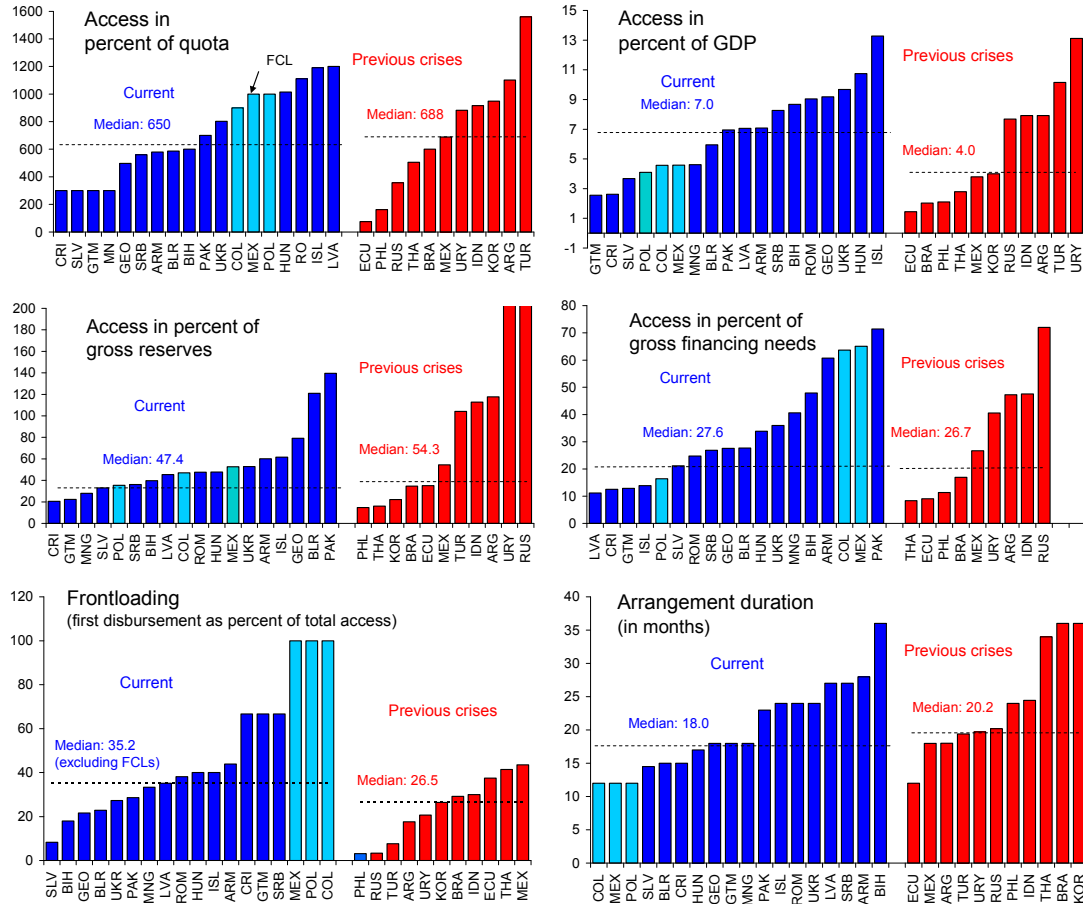 Access in
percent of quota
FCL
Previous crises
Current
Median: 650
Median: 688
1600
1400
1200
1000
800
600
400
200
0
CRI SLV GTM MN GEO SRB ARM BLR BIH PAK UKR COL MEX POL HUN RO ISL LVA
ECU PHL RUS THA BRA MEX URY IDN KOR ARG TUR
Access in
percent of GDP
Previous crises
Current
Median: 7.0
Median: 4.0
15
13
11
9
7
5
3
1
-1
GTM CRI SLV POL COL MEX MNG BLR PAK LVA ARM SRB BIH ROM GEO UKR HUN ISL
ECU BRA PHL THA MEX KOR RUS IDN ARG TUR URY
Access in percent of
gross reserves
Previous crises
Current
Median: 47.4
Median: 54.3
200
180
160
140
120
100
80
60
40
20
0
CRI GTM MNG SLV POL SRB BIH LVA COL ROM HUN MEX UKR ARM ISL GEO BLR PAK
PHL THA KOR BRA ECU MEX TUR IDN ARG URY RUS
Access in percent of
gross financing needs
Previous crises
Current
Median: 27.6
Median: 26.7
80
70
60
50
40
30
20
10
0
LVA CRI GTM ISL POL SLV ROM SRB GEO BLR HUN UKR MNG BIH ARM COL MEX PAK
THA ECU PHL BRA MEX URY ARG IDN RUS
Frontloading
(first disbursement as percent of total access)
Current
Previous crises
Median: 35.2
(excluding FCLs)
Median: 26.5
120
100
80
60
40
20
0
SLV BIH GEO BLR UKR PAK MNG LVA ROM HUN ISL ARM CRI GTM SRB MEX POL COL
PHL RUS TUR ARG URY KOR BRA IDN ECU THA MEX
Arrangement duration
(in months)
Previous crises
Current
Median: 18.0
Median: 20.2
40
35
30
25
20
15
10
5
0
COL MEX POL SLV BLR CRI HUN GEO GTM MNG PAK ISL ROM UKR LVA SRB ARM BIH
ECU MEX ARG TUR URY RUS PHL IDN THA BRA KOR